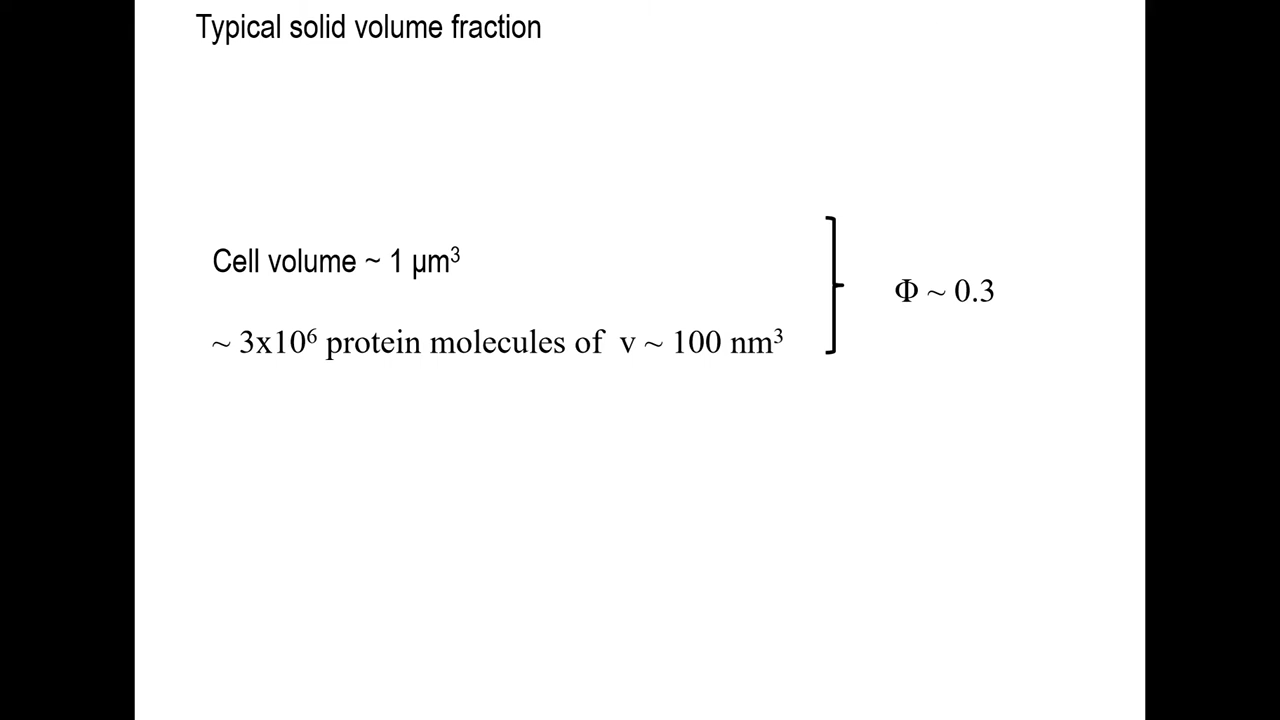 Typical solid volume fraction
Cell volume ~ 1 μm³
~ 3x10⁶ protein molecules of v ~ 100 nm³
Φ ~ 0.3